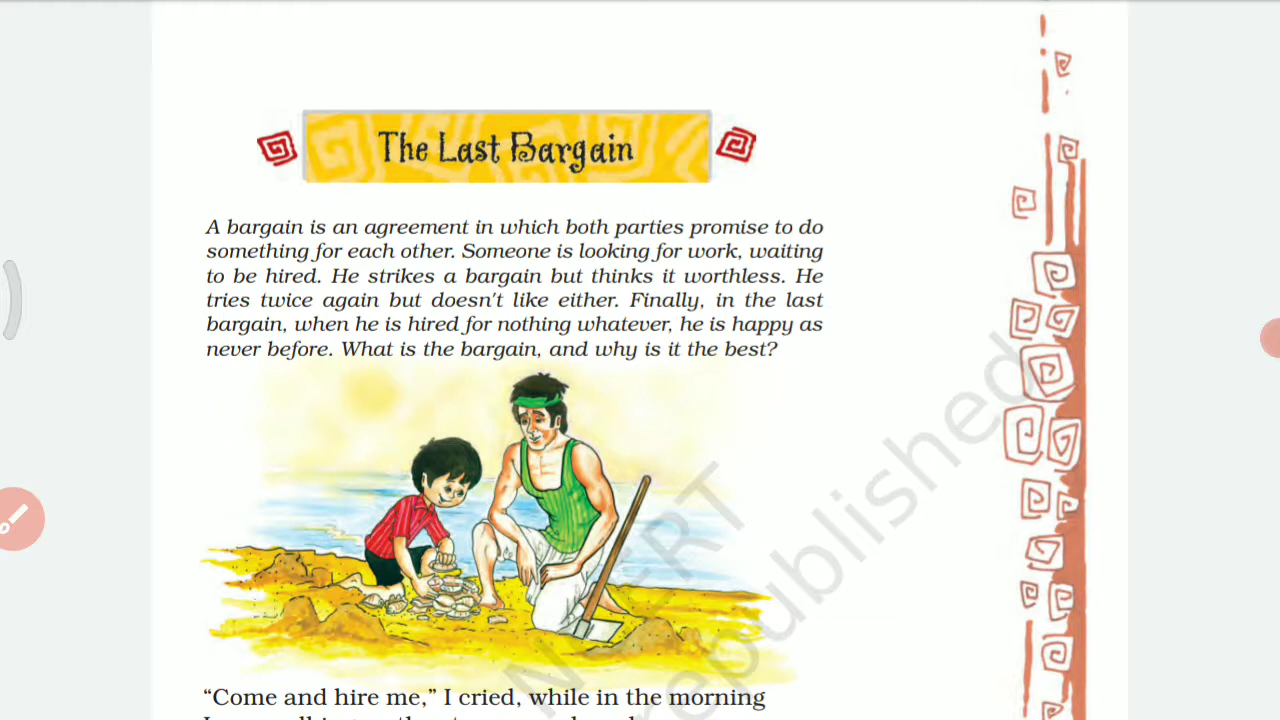 The Last Bargain
A bargain is an agreement in which both parties promise to do
something for each other. Someone is looking for work, waiting
to be hired. He strikes a bargain but thinks it worthless. He
tries twice again but doesn't like either. Finally, in the last
bargain, when he is hired for nothing whatever, he is happy as
never before. What is the bargain, and why is it the best?
“Come and hire me,” I cried, while in the morning